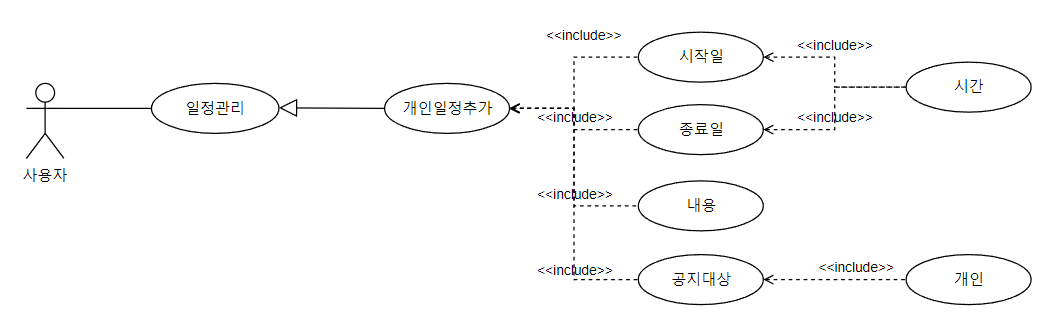 <<include>>
시작일
<<include>>
시간
일정관리
개인일정추가
<<include>>
종료일
<<include>>
사용자
<<include>>
내용
<<include>>
공지대상
<<include>>
개인